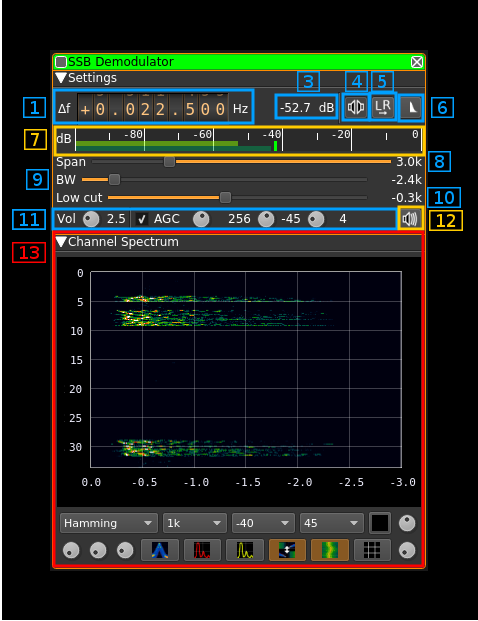 SSB Demodulator
Settings
3 4 5
1 Δf +0.022.500 Hz -52.7 dB LR 6
7 dB -80 -60 -40 -20 0
Span 3.0k 8
9 BW -2.4k
Low cut -0.3k 10
11 Vol 2.5 AGC 256 -45 4 12
13 Channel Spectrum
0
5
10
15
20
25
30
0.0 -0.5 -1.0 -1.5 -2.0 -2.5 -3.0
Hamming 1k -40 45